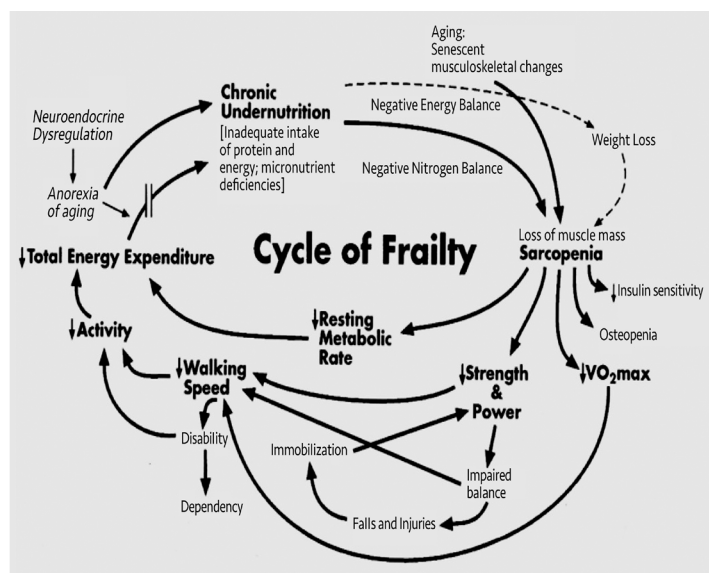 Aging:
Senescent
musculoskeletal changes
Chronic
Undernutrition
[Inadequate intake
of protein and
energy; micronutrient
deficiencies]
Negative Energy Balance
Negative Nitrogen Balance
Weight Loss
Neuroendocrine
Dysregulation
Anorexia
of aging
↓Total Energy Expenditure
Cycle of Frailty
Loss of muscle mass
Sarcopenia
↓Insulin sensitivity
Osteopenia
↓VO₂max
↓Resting
Metabolic
Rate
↓Activity
↓Walking
Speed
↓Strength
&
Power
Disability
Dependency
Immobilization
Impaired
balance
Falls and Injuries